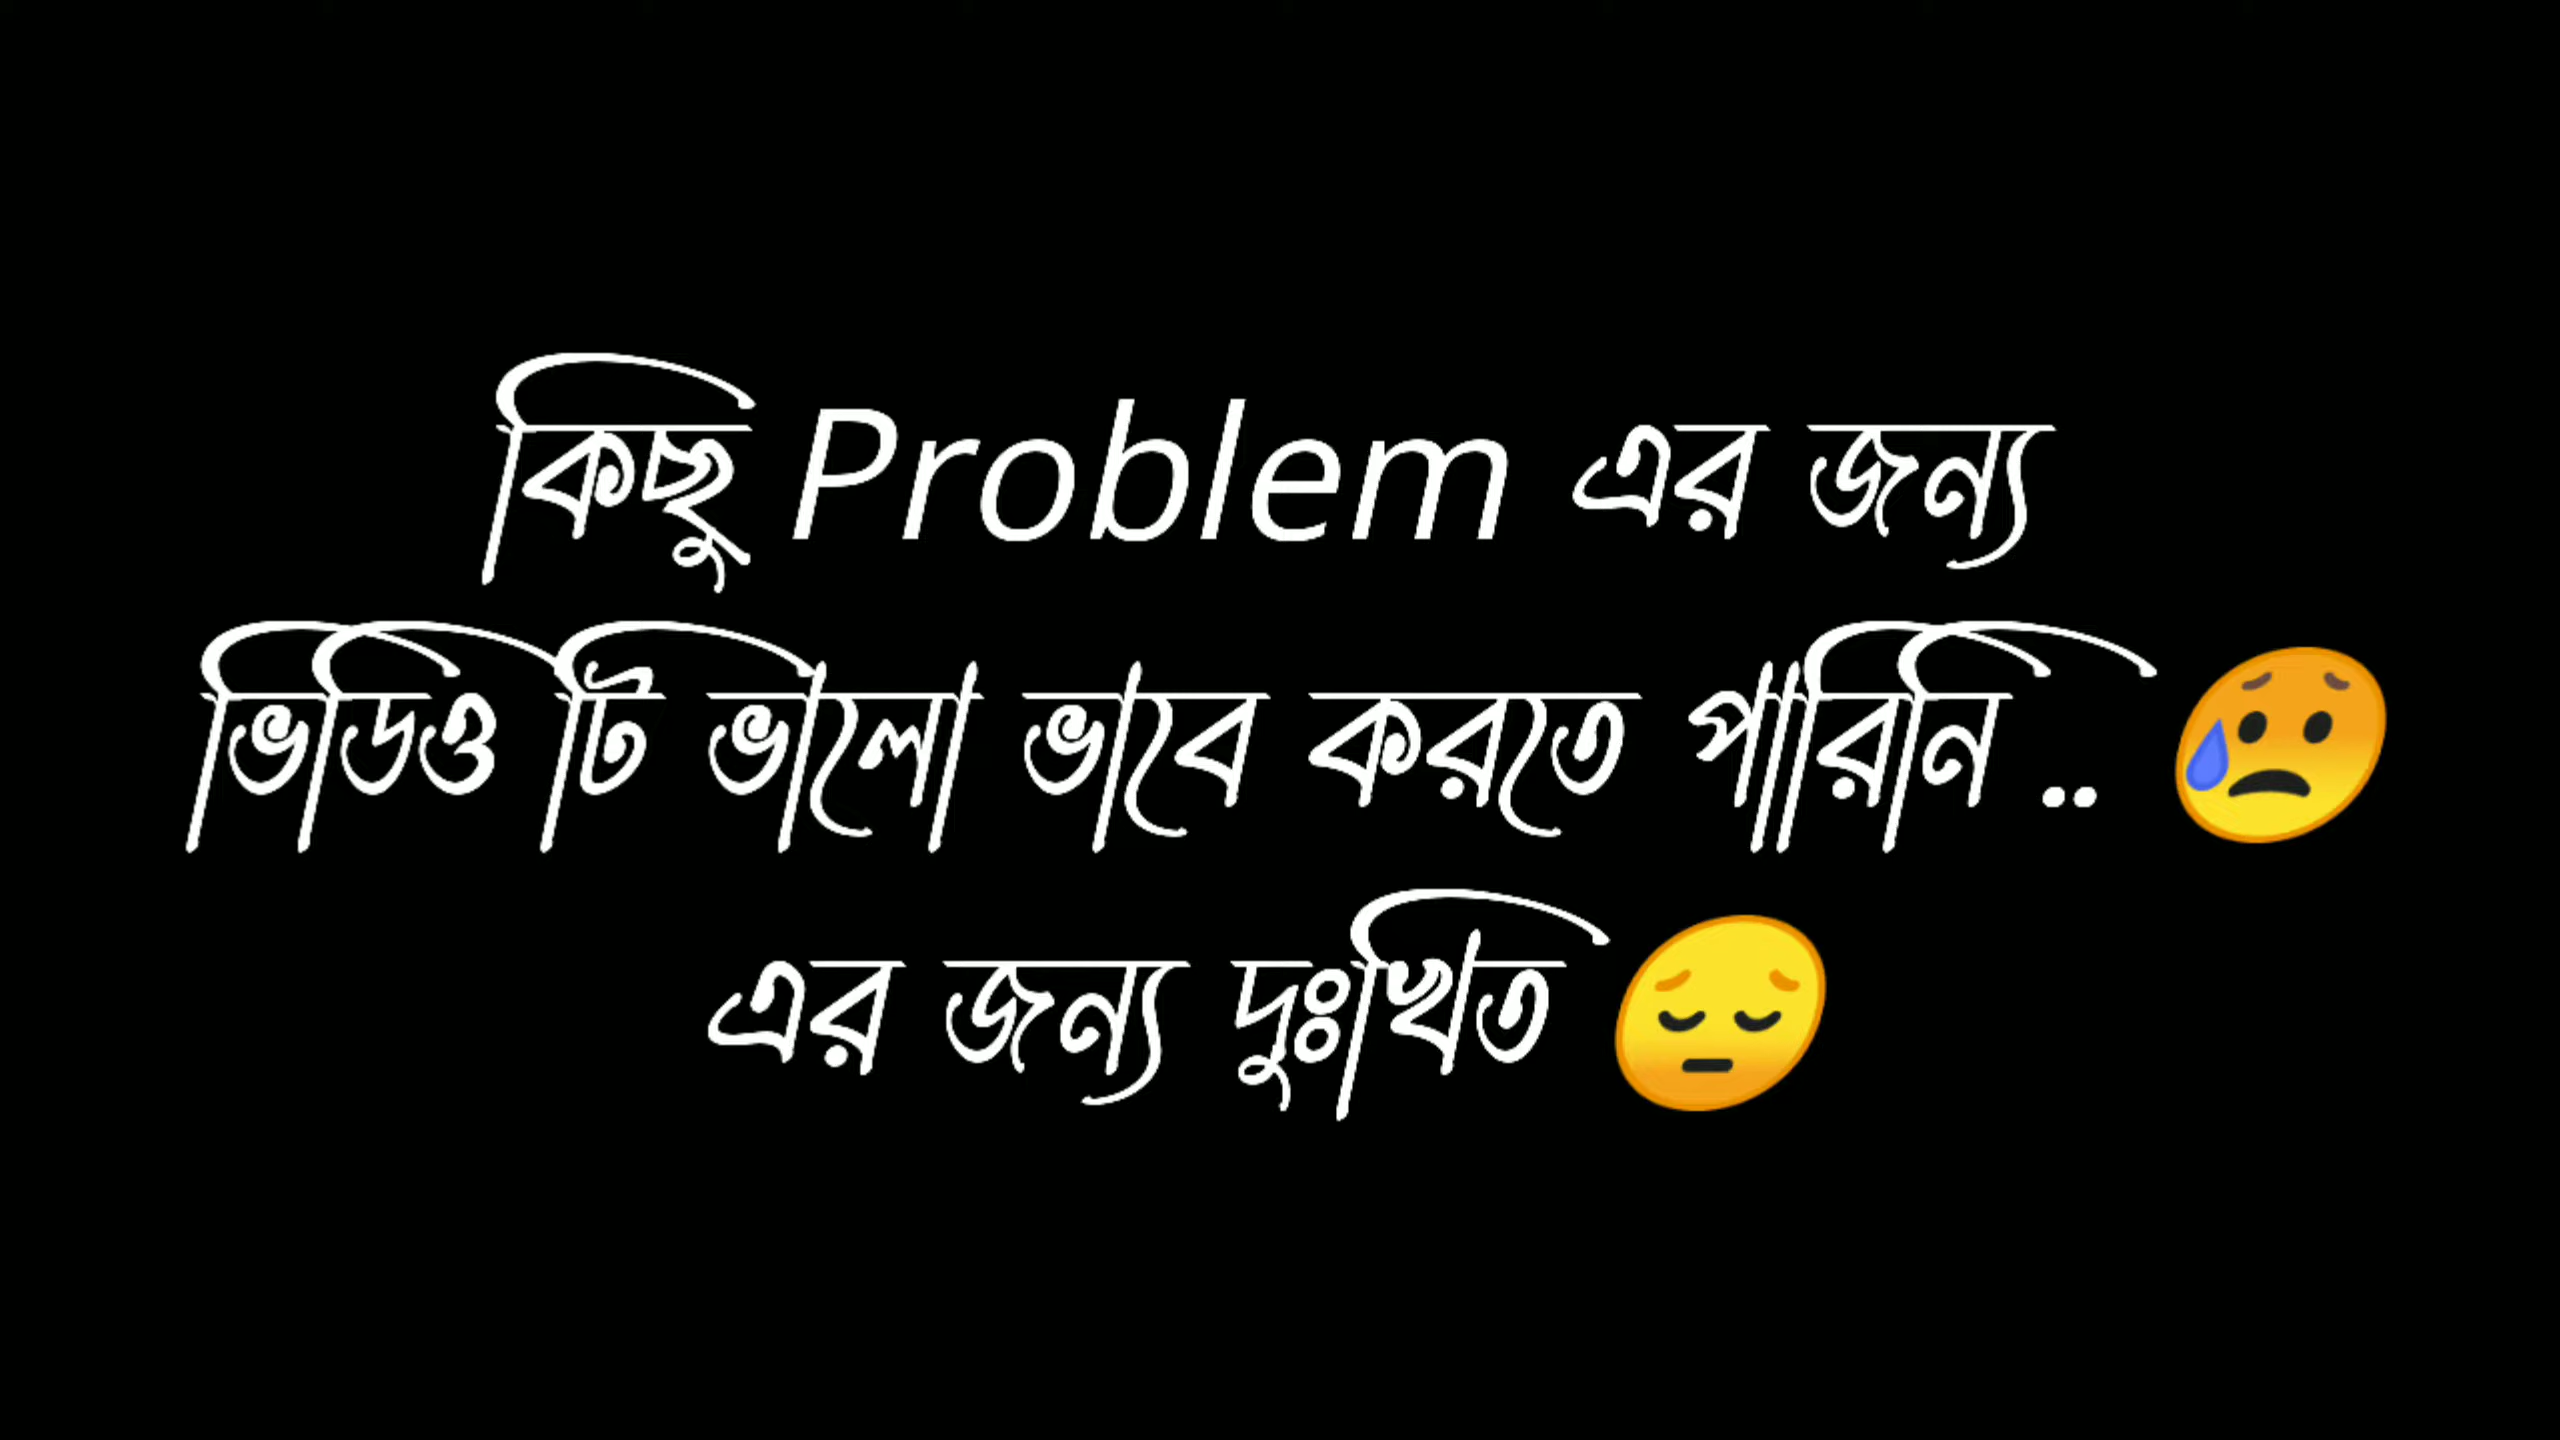 কিছু Problem এর জন্য
ভিডিও টি ভালো ভাবে করতে পারিনি .. 😥
এর জন্য দুঃখিত 😔